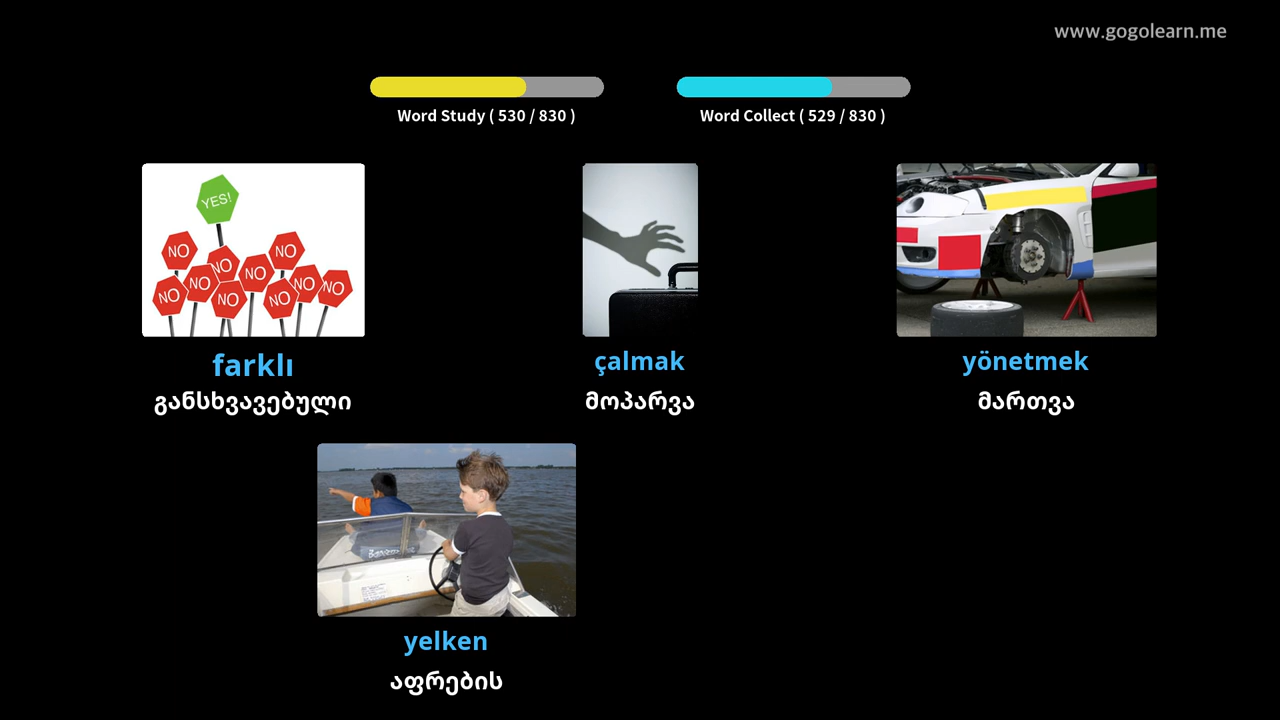 www.gogolearn.me
Word Study ( 530 / 830 )
Word Collect ( 529 / 830 )
YES!
NO
NO
NO
NO
NO
NO
NO
NO
NO
NO
farklı
განსხვავებული
çalmak
მოპარვა
yönetmek
მართვა
yelken
აფრების